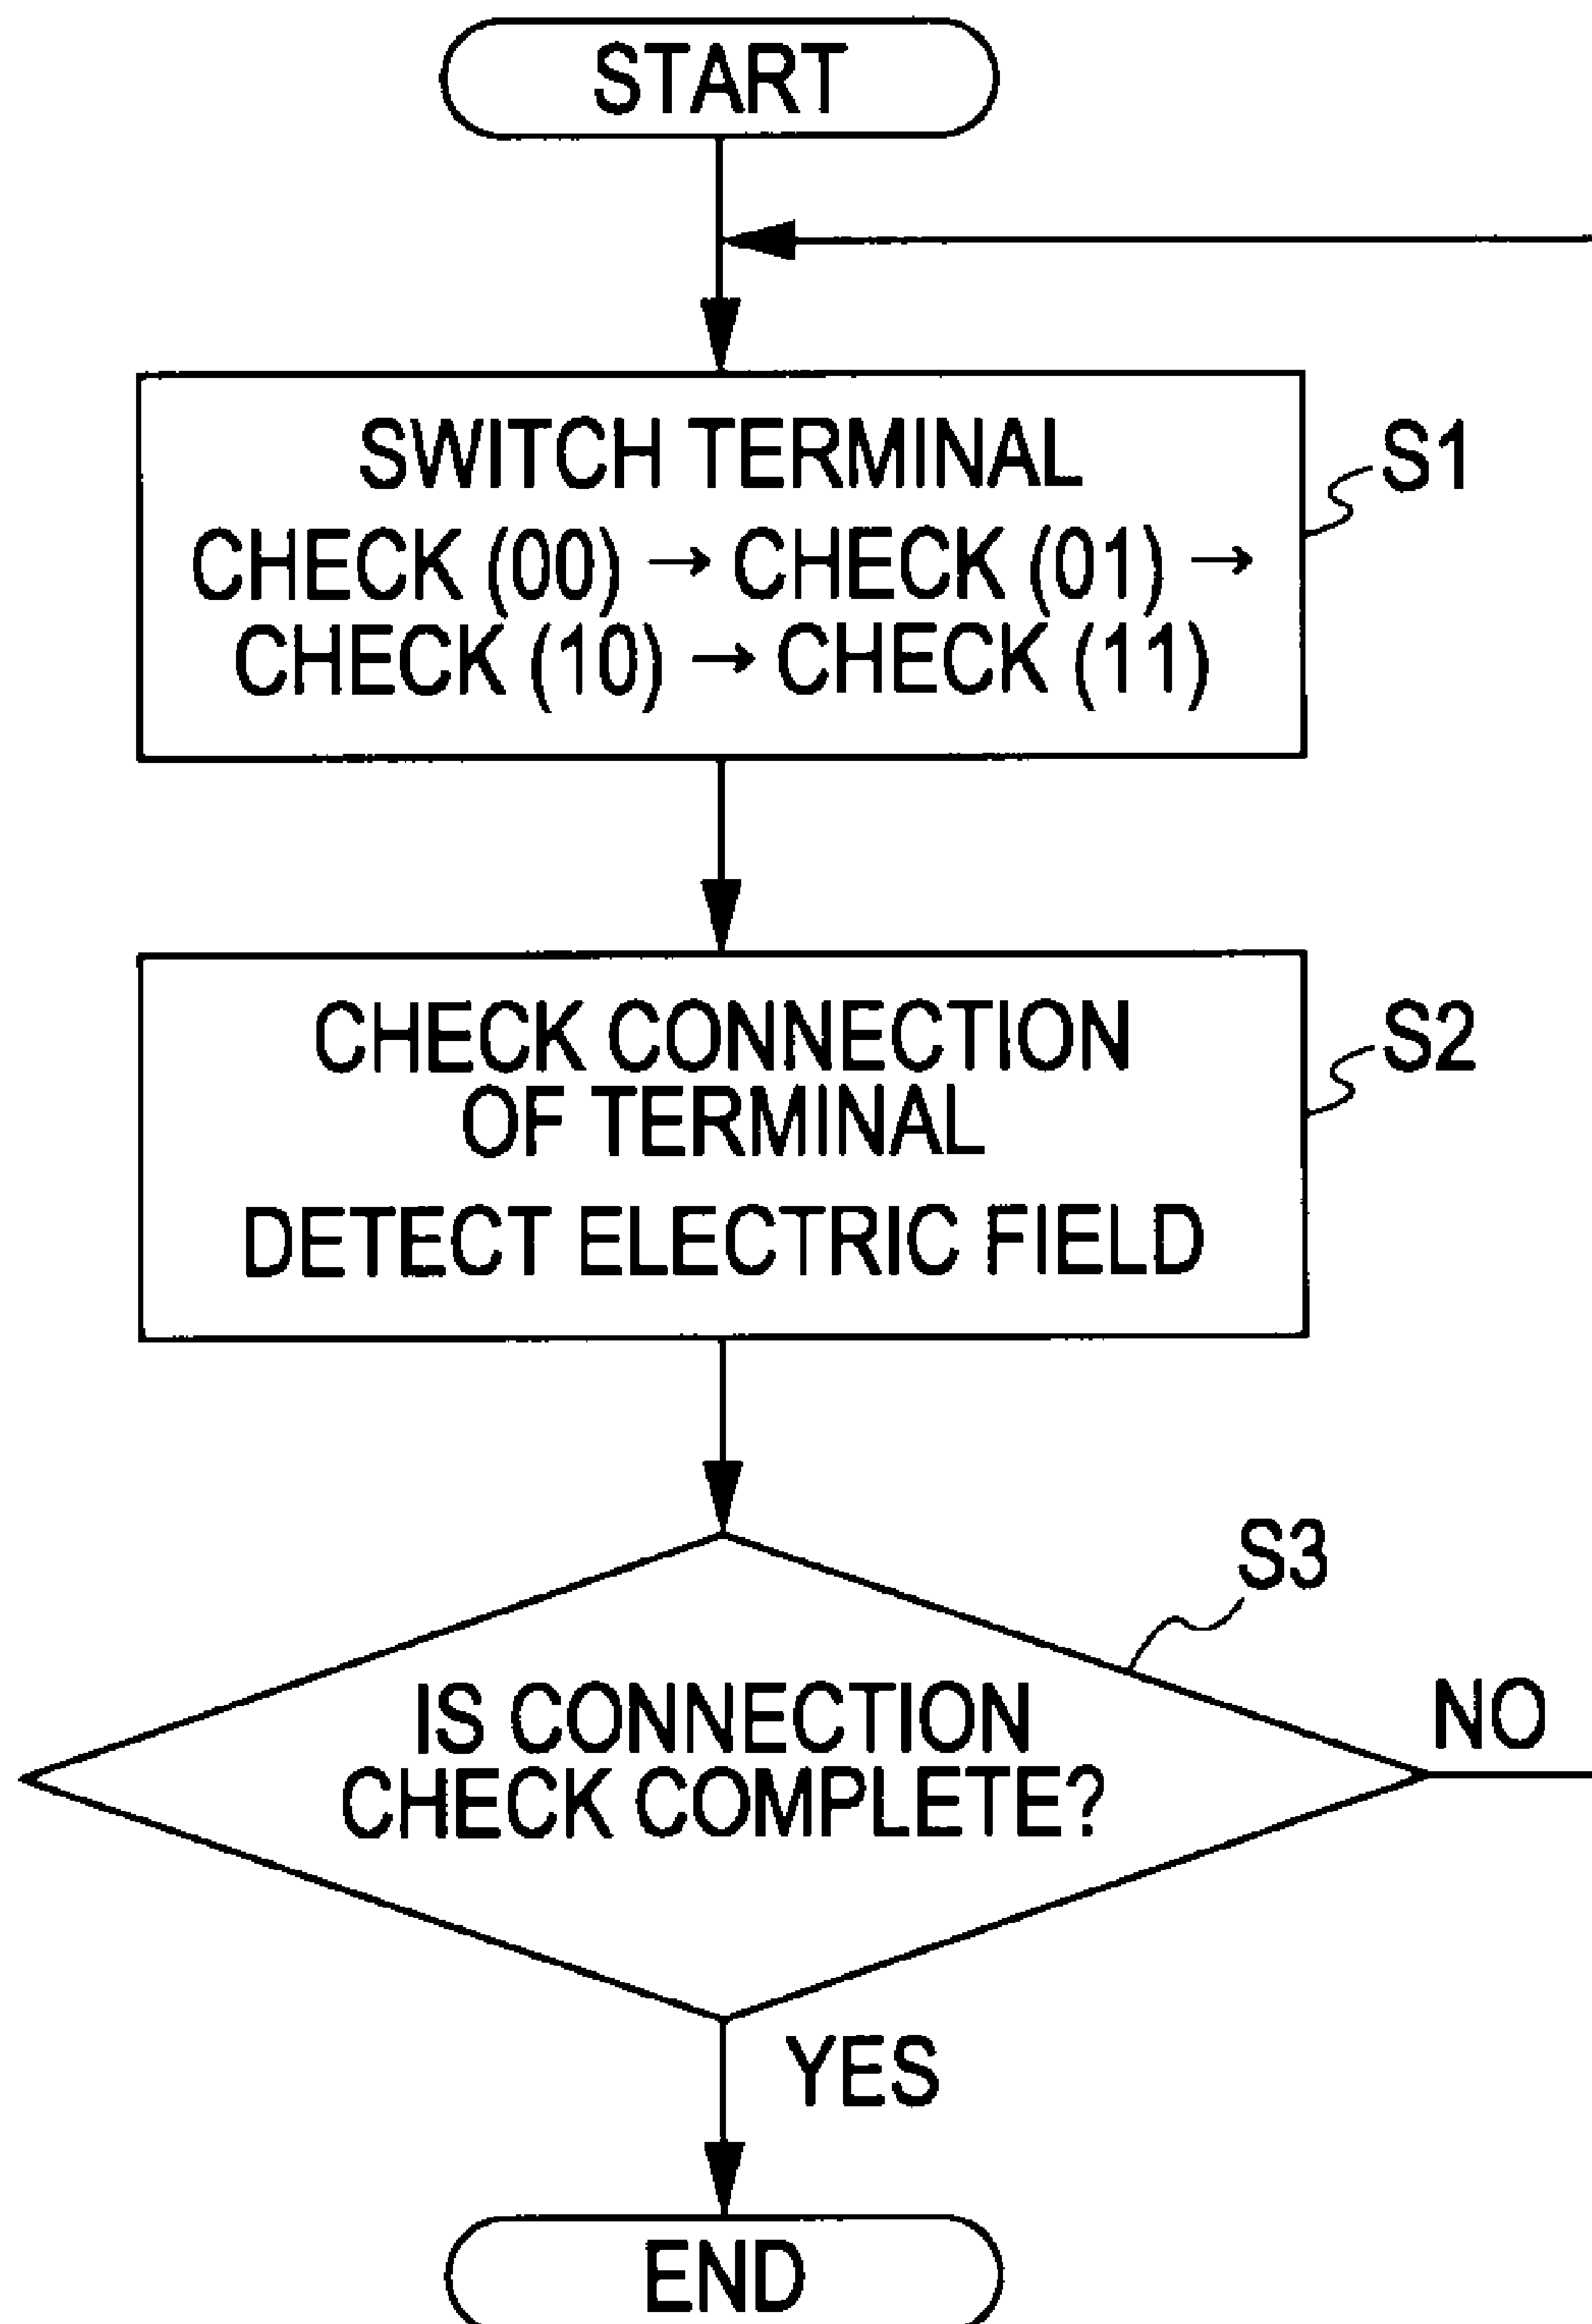 START
SWITCH TERMINAL
CHECK (00) → CHECK (01) →
CHECK (10) → CHECK (11)
S1
CHECK CONNECTION
OF TERMINAL
DETECT ELECTRIC FIELD
S2
S3
IS CONNECTION
CHECK COMPLETE?
NO
YES
END